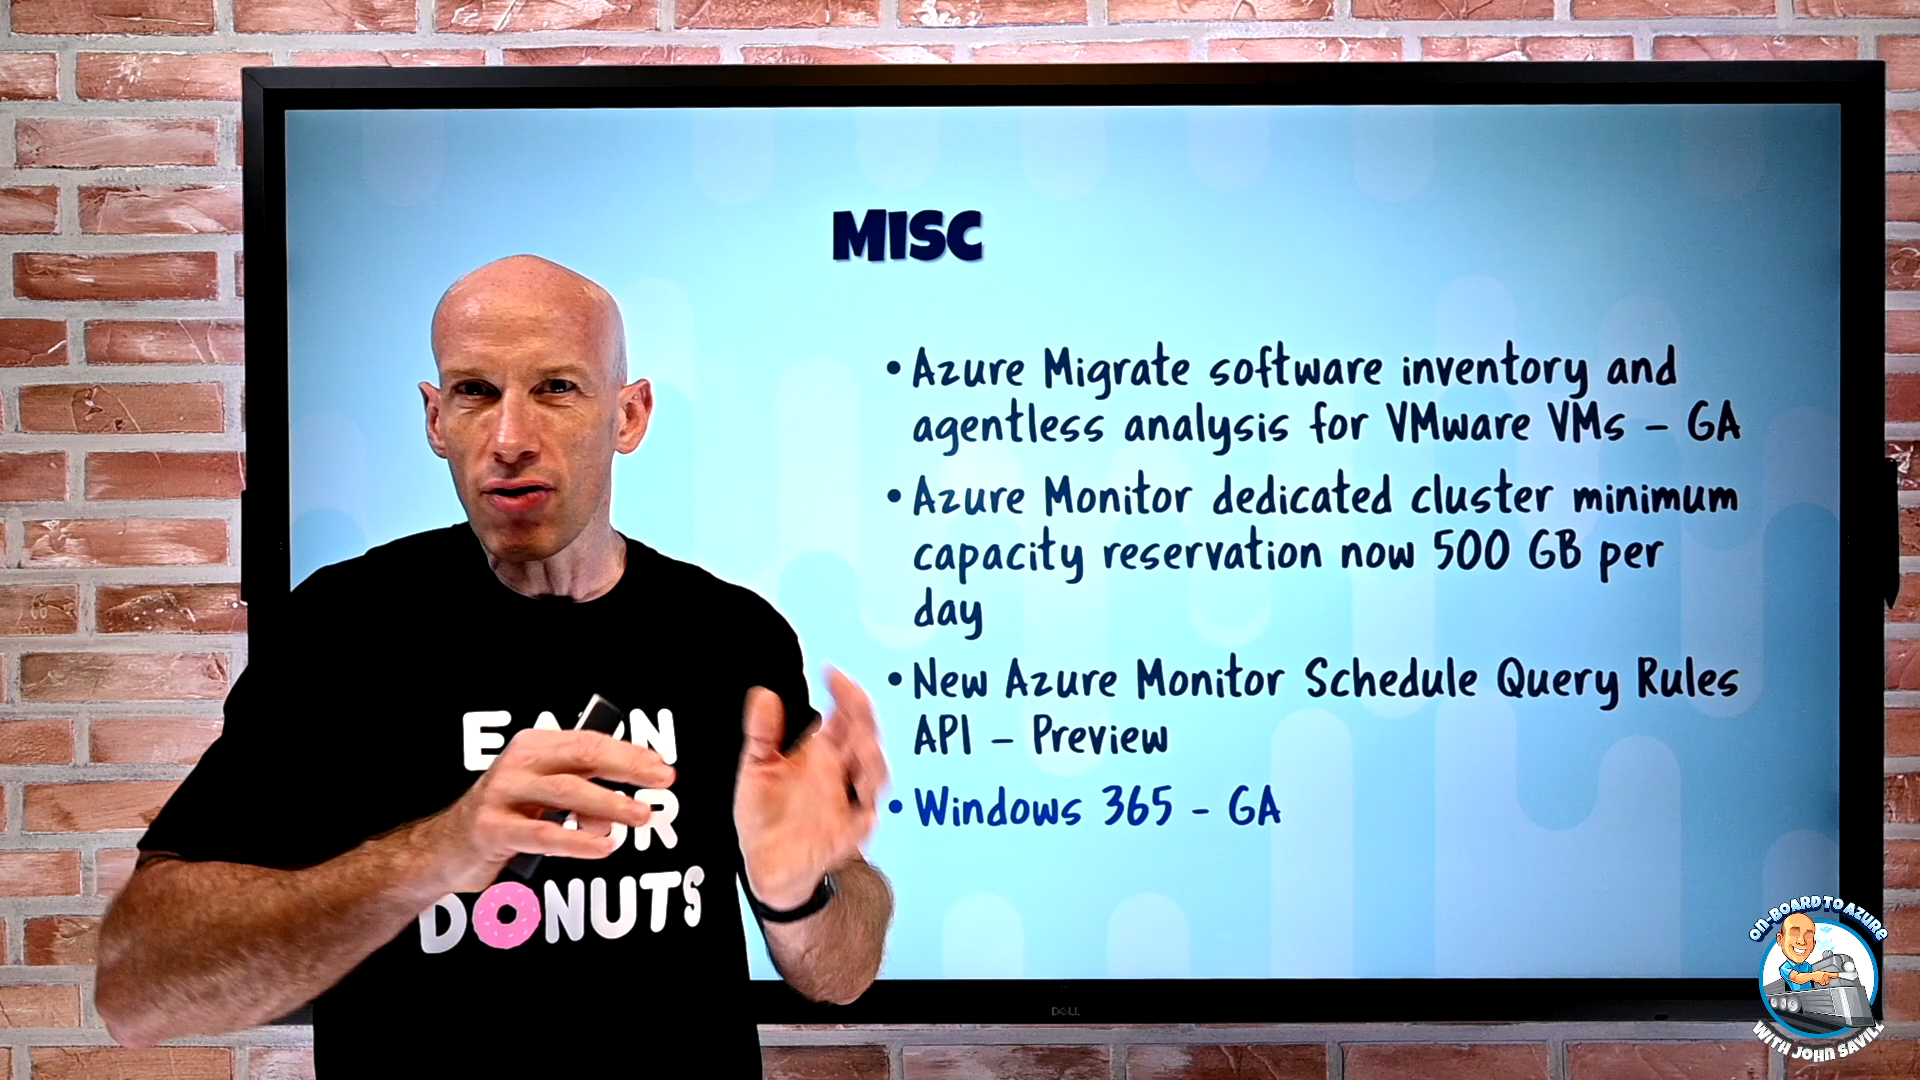 MISC
• Azure Migrate software inventory and
agentless analysis for VMware VMs – GA
• Azure Monitor dedicated cluster minimum
capacity reservation now 500 GB per
day
• New Azure Monitor Schedule Query Rules
API – Preview
• Windows 365 - GA
DONUTS
DELL
ON-BOARD TO AZURE
WITH JOHN SAVILL